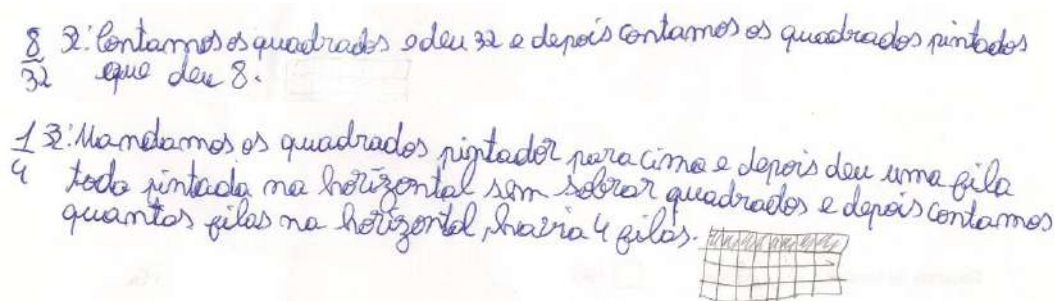 8/32 R: Contamos os quadrados e deu 32 e depois contamos os quadrados pintados
que deu 8.
1/4 R: Mandamos os quadrados pintador para cima e depois deu uma fila
toda pintada na horizontal sem sobrar quadrados e depois contamos
quantas filas na horizontal, havia 4 filas.